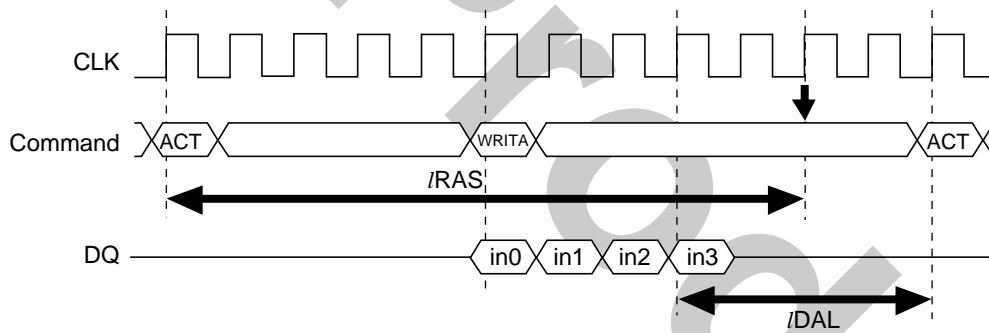 CLK
Command ACT WRITA ACT
lRAS
DQ in0 in1 in2 in3
lDAL